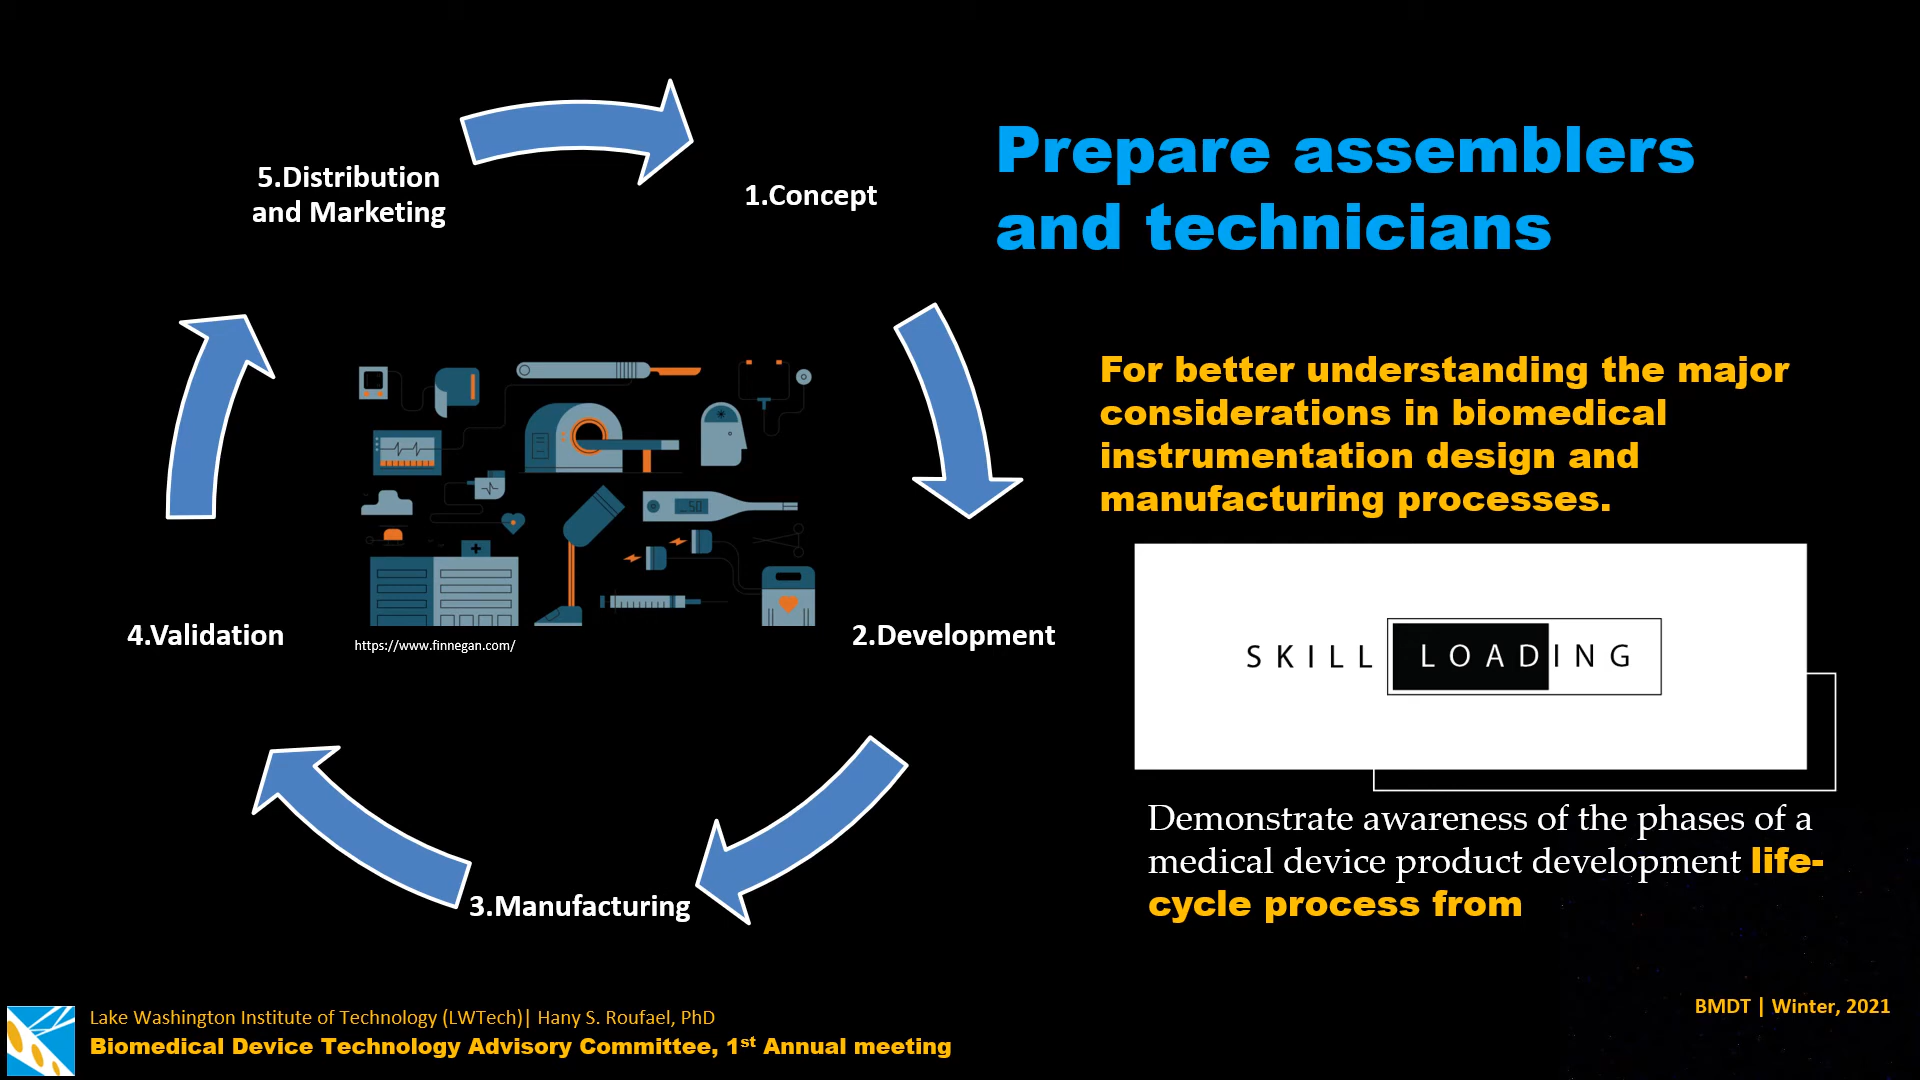 Prepare assemblers
and technicians
5.Distribution
and Marketing
1.Concept
2.Development
3.Manufacturing
4.Validation
https://www.finnegan.com/
For better understanding the major
considerations in biomedical
instrumentation design and
manufacturing processes.
SKILL LOADING
Demonstrate awareness of the phases of a
medical device product development life-
cycle process from
Lake Washington Institute of Technology (LWTech)| Hany S. Roufael, PhD
Biomedical Device Technology Advisory Committee, 1st Annual meeting
BMDT | Winter, 2021